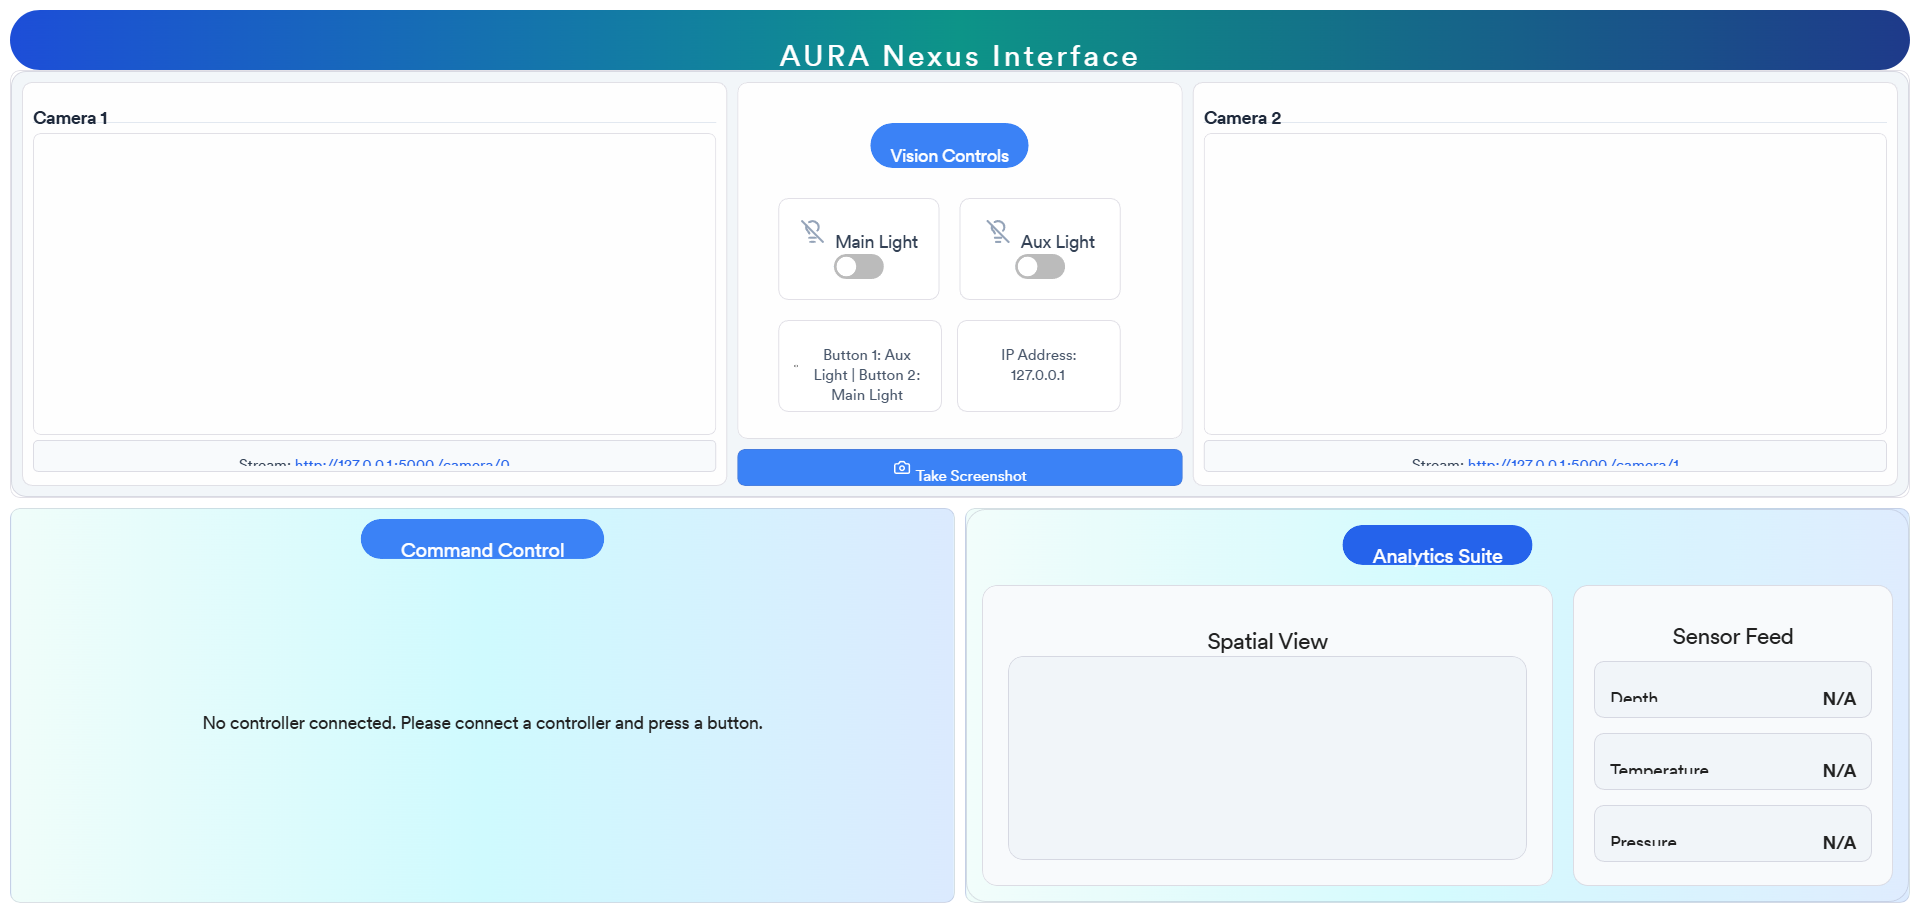 AURA Nexus Interface
Camera 1
Stream: http://127.0.0.1:5000/camera/0
Vision Controls
Main Light
Aux Light
Button 1: Aux
Light | Button 2:
Main Light
IP Address:
127.0.0.1
Take Screenshot
Camera 2
Stream: http://127.0.0.1:5000/camera/1
Command Control
No controller connected. Please connect a controller and press a button.
Analytics Suite
Spatial View
Sensor Feed
Depth N/A
Temperature N/A
Pressure N/A